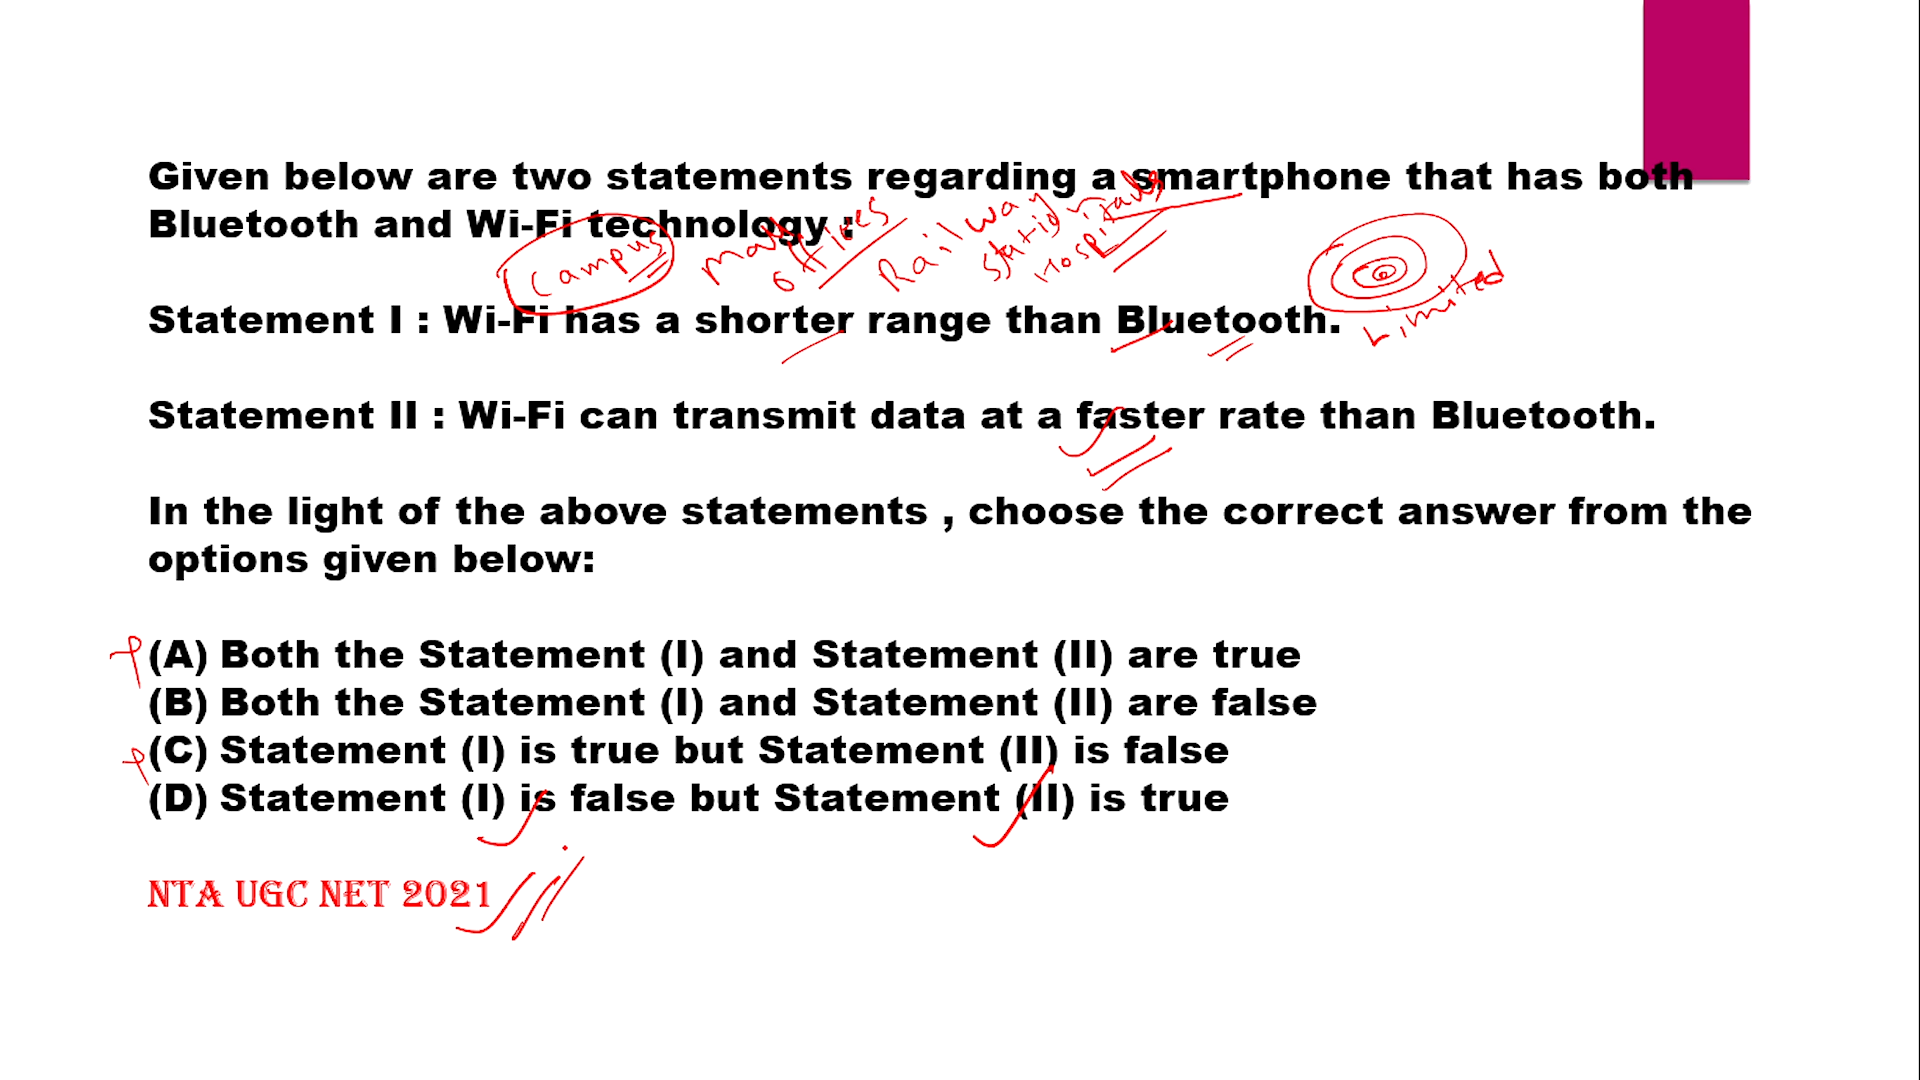 Given below are two statements regarding a smartphone that has both
Bluetooth and Wi-Fi technology :
Campus Mall offices Railway Station Hospitals
Statement I : Wi-Fi has a shorter range than Bluetooth.
Limited
Statement II : Wi-Fi can transmit data at a faster rate than Bluetooth.
In the light of the above statements , choose the correct answer from the
options given below:
(A) Both the Statement (I) and Statement (II) are true
(B) Both the Statement (I) and Statement (II) are false
(C) Statement (I) is true but Statement (II) is false
(D) Statement (I) is false but Statement (II) is true
NTA UGC NET 2021